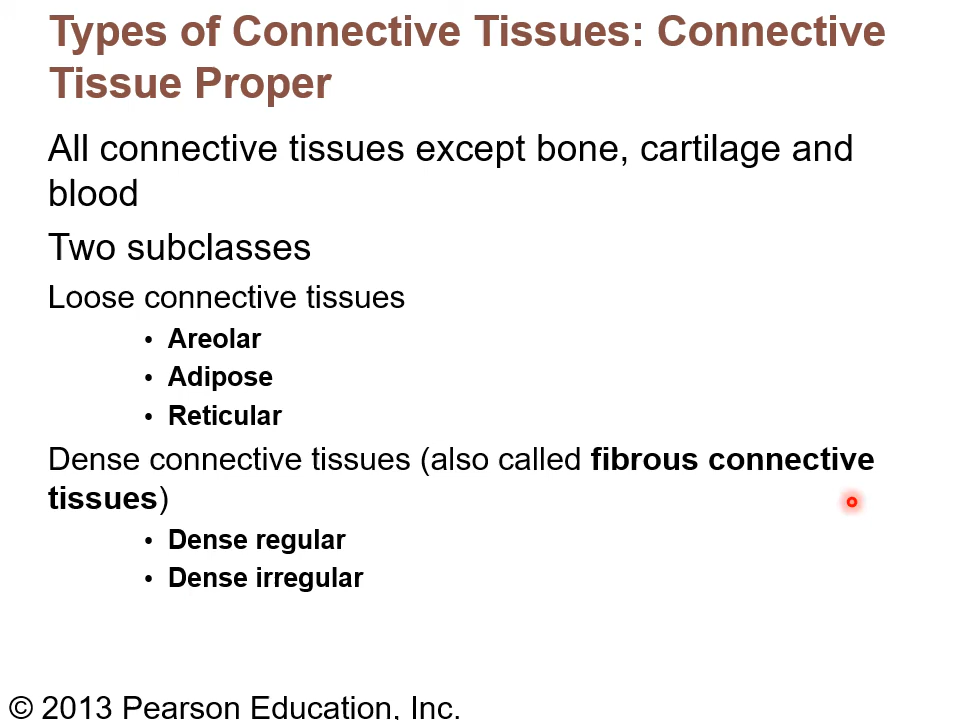 Types of Connective Tissues: Connective
Tissue Proper
All connective tissues except bone, cartilage and
blood
Two subclasses
Loose connective tissues
• Areolar
• Adipose
• Reticular
Dense connective tissues (also called fibrous connective
tissues)
• Dense regular
• Dense irregular
© 2013 Pearson Education, Inc.